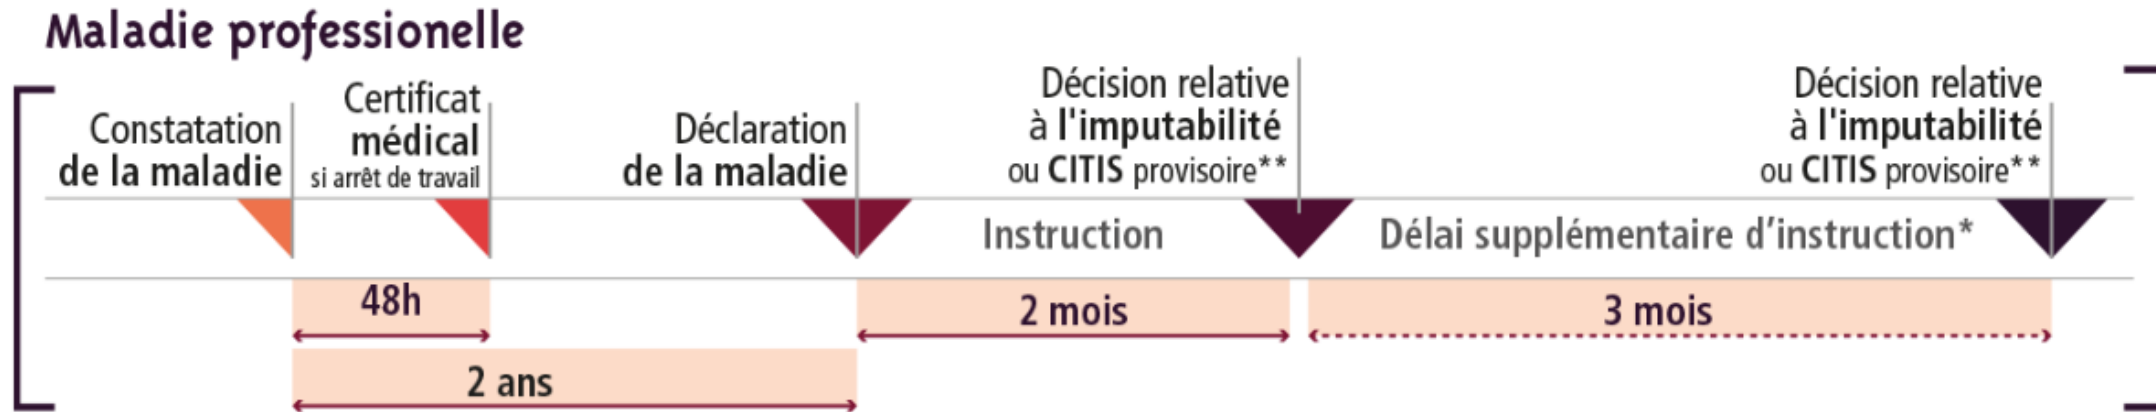 Maladie professionelle
Constatation
de la maladie
Certificat
médical
si arrêt de travail
Déclaration
de la maladie
Décision relative
à l'imputabilité
ou CITIS provisoire**
Décision relative
à l'imputabilité
ou CITIS provisoire**
Instruction
Délai supplémentaire d’instruction*
48h
2 mois
3 mois
2 ans